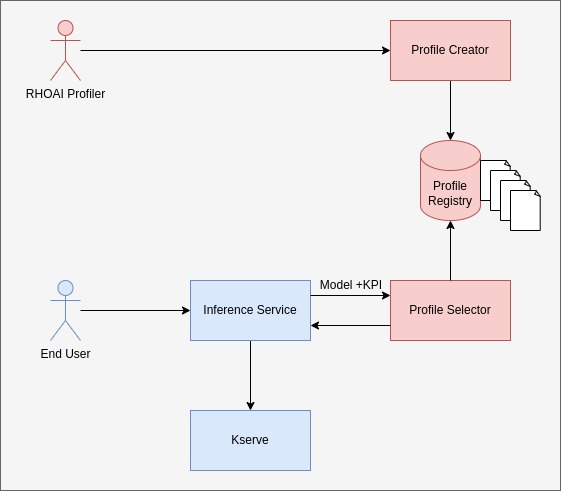 Profile Creator
RHOAI Profiler
Profile
Registry
Model +KPI
Inference Service
Profile Selector
End User
Kserve